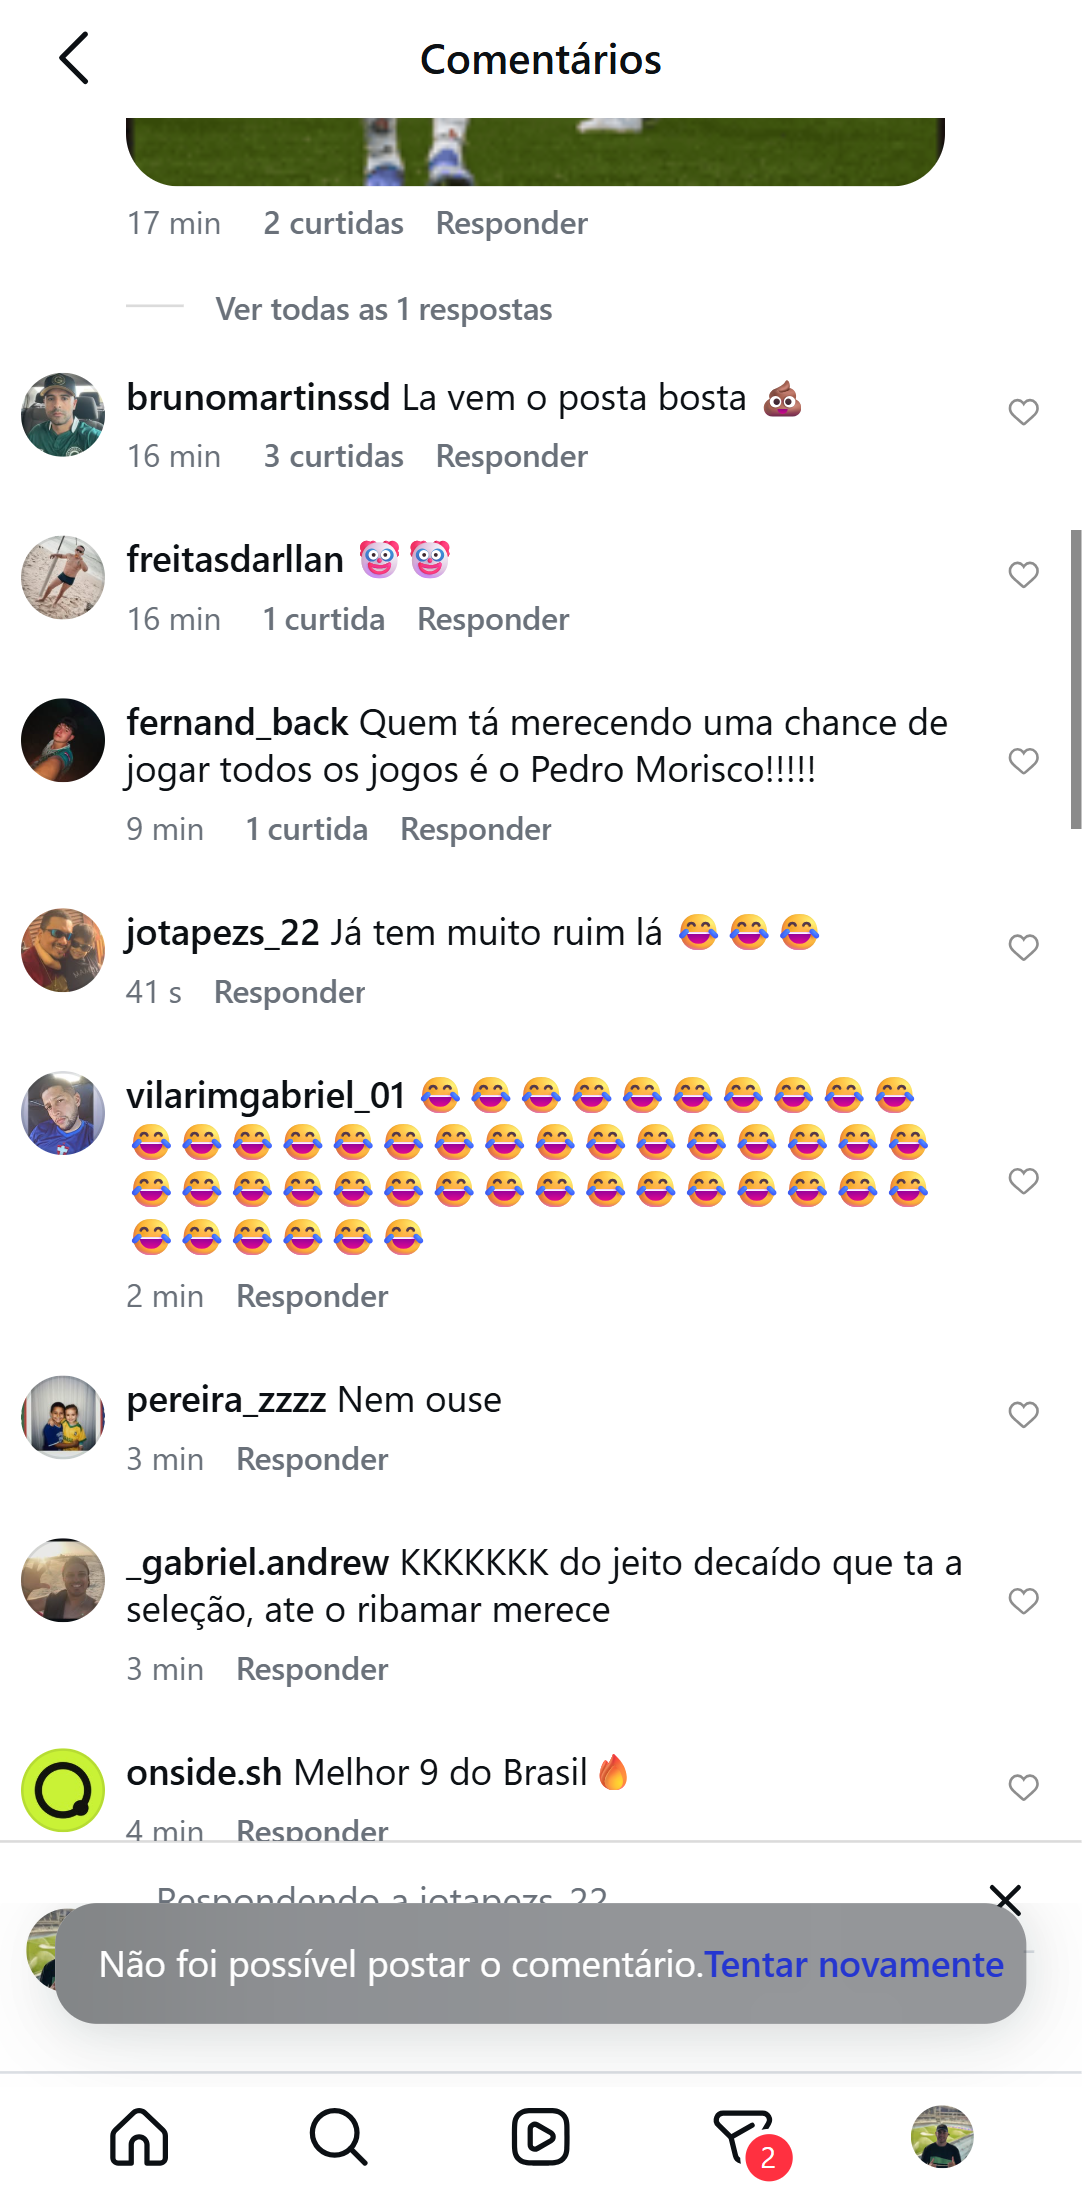 Comentários
17 min 2 curtidas Responder
Ver todas as 1 respostas
brunomartinssd La vem o posta bosta 💩
16 min 3 curtidas Responder
freitasdarllan 🤡🤡
16 min 1 curtida Responder
fernand_back Quem tá merecendo uma chance de
jogar todos os jogos é o Pedro Morisco!!!!!
9 min 1 curtida Responder
jotapezs_22 Já tem muito ruim lá 😂😂😂
41 s Responder
vilarimgabriel_01 😂😂😂😂😂😂😂😂😂😂
😂😂😂😂😂😂😂😂😂😂😂😂😂😂😂😂
😂😂😂😂😂😂😂😂😂😂😂😂😂😂😂😂
😂😂😂😂😂😂
2 min Responder
pereira_zzzz Nem ouse
3 min Responder
_gabriel.andrew KKKKKKK do jeito decaído que ta a
seleção, ate o ribamar merece
3 min Responder
onside.sh Melhor 9 do Brasil🔥
4 min Responder
Respondendo a jotapezs_22
Não foi possível postar o comentário.Tentar novamente
2